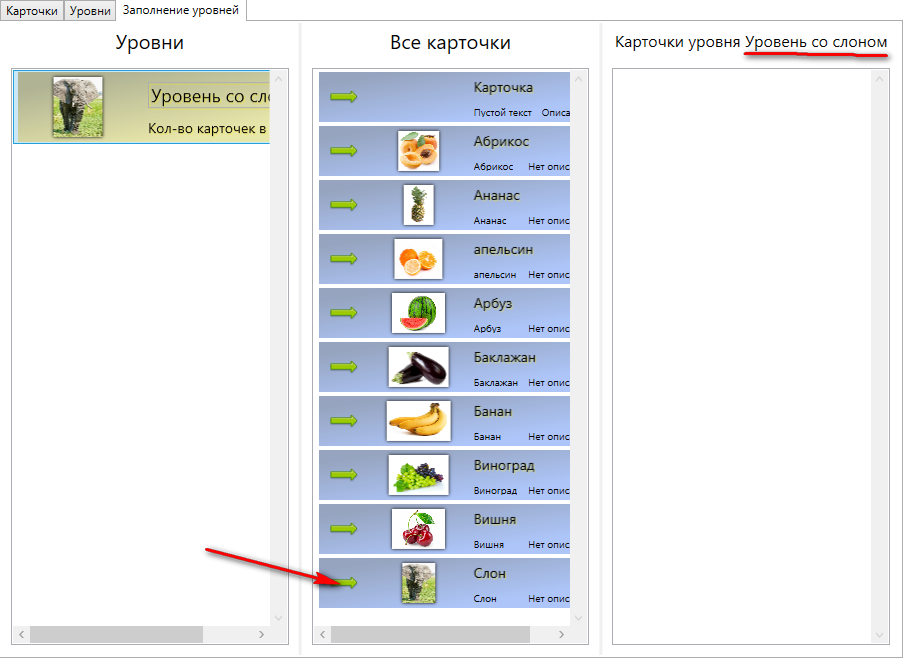 Карточки Уровни Заполнение уровней
Уровни
Уровень со сло
Кол-во карточек в
Все карточки
Карточка
Пустой текст Описа
Абрикос
Абрикос Нет опис
Ананас
Ананас Нет опис
апельсин
апельсин Нет опис
Арбуз
Арбуз Нет опис
Баклажан
Баклажан Нет опис
Банан
Банан Нет опис
Виноград
Виноград Нет опис
Вишня
Вишня Нет опис
Слон
Слон Нет опис
Карточки уровня Уровень со слоном